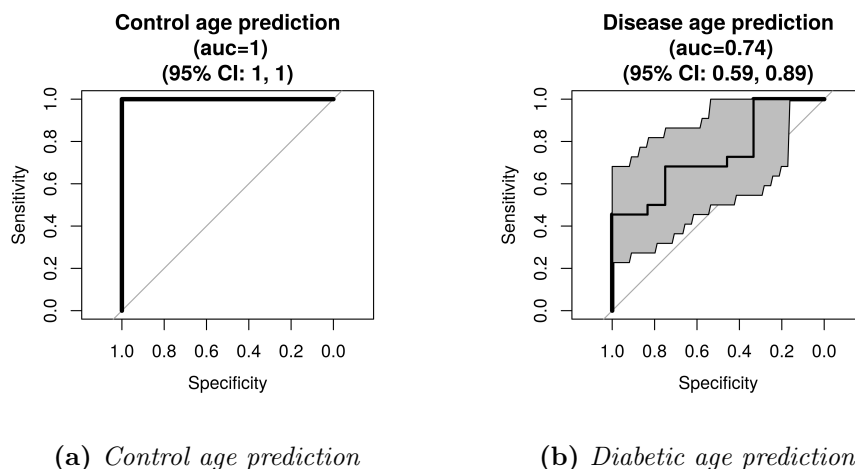 Control age prediction
(auc=1)
(95% CI: 1, 1)
Sensitivity
1.0
0.8
0.6
0.4
0.2
0.0
1.0 0.8 0.6 0.4 0.2 0.0
Specificity
(a) Control age prediction
Disease age prediction
(auc=0.74)
(95% CI: 0.59, 0.89)
Sensitivity
1.0
0.8
0.6
0.4
0.2
0.0
1.0 0.8 0.6 0.4 0.2 0.0
Specificity
(b) Diabetic age prediction